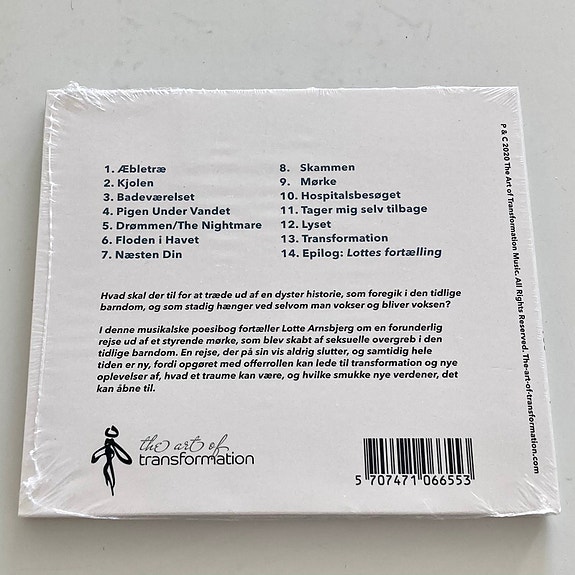 1. Æbletræ
2. Kjolen
3. Badeværelset
4. Pigen Under Vandet
5. Drømmen/The Nightmare
6. Floden i Havet
7. Næsten Din
8. Skammen
9. Mørke
10. Hospitalsbesøget
11. Tager mig selv tilbage
12. Lyset
13. Transformation
14. Epilog: Lottes fortælling
Hvad skal der til for at træde ud af en dyster historie, som foregik i den tidlige
barndom, og som stadig hænger ved selvom man vokser og bliver voksen?
I denne musikalske poesibog fortæller Lotte Arnsbjerg om en forunderlig
rejse ud af et styrende mørke, som blev skabt af seksuelle overgreb i den
tidlige barndom. En rejse, der på sin vis aldrig slutter, og samtidig hele
tiden er ny, fordi opgøret med offerrollen kan lede til transformation og nye
oplevelser af, hvad et traume kan være, og hvilke smukke nye verdener, det
kan åbne til.
the art of
transformation
5 707471 066553
P & C 2020 The Art of Transformation Music. All Rights Reserved. The-art-of-transformation.com